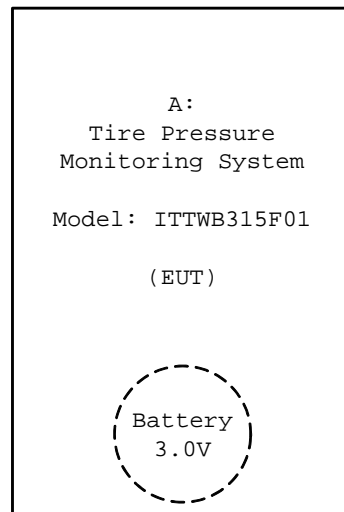 A:
Tire Pressure
Monitoring System
Model: ITTWB315F01
(EUT)
Battery
3.0V